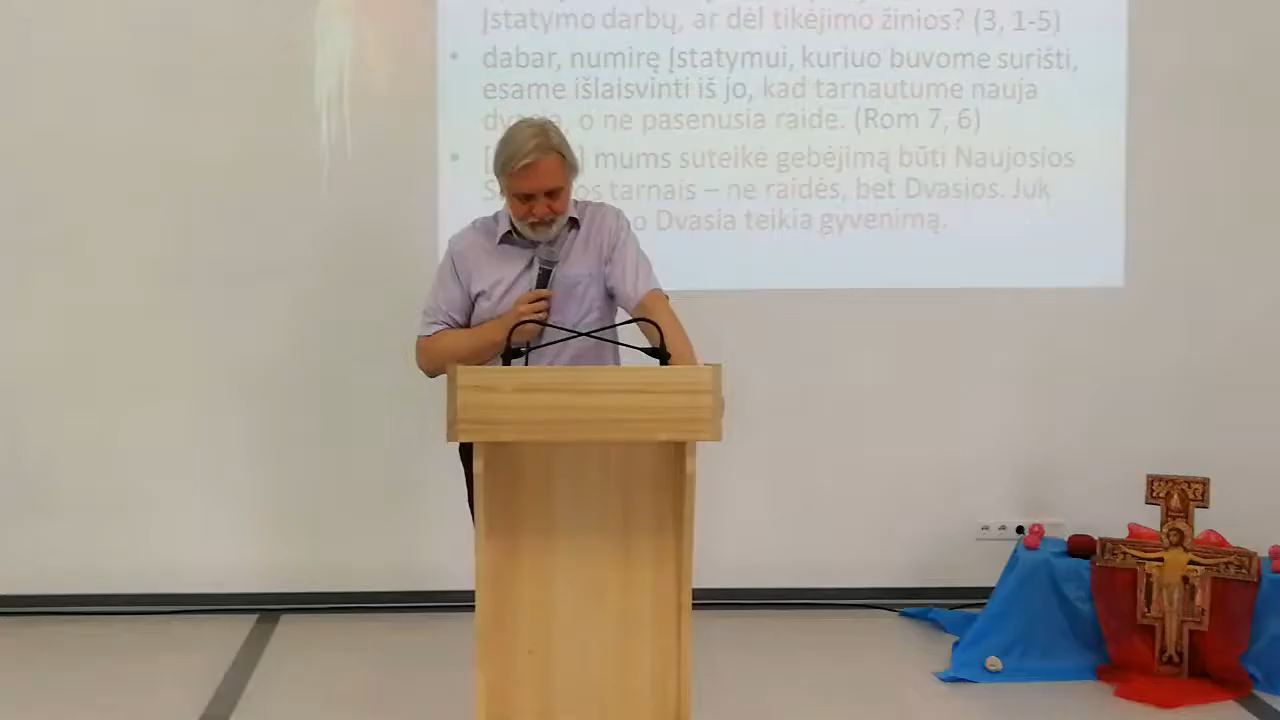 Įstatymo darbų, ar dėl tikėjimo žinios? (3, 1-5)
• dabar, numirę Įstatymui, kuriuo buvome surišti,
esame išlaisvinti iš jo, kad tarnautume nauja
o ne pasenusia raide. (Rom 7, 6)
• mums suteikė gebėjimą būti Naujosios
tarnais – ne raidės, bet Dvasios. Juk
Dvasia teikia gyvenimą.